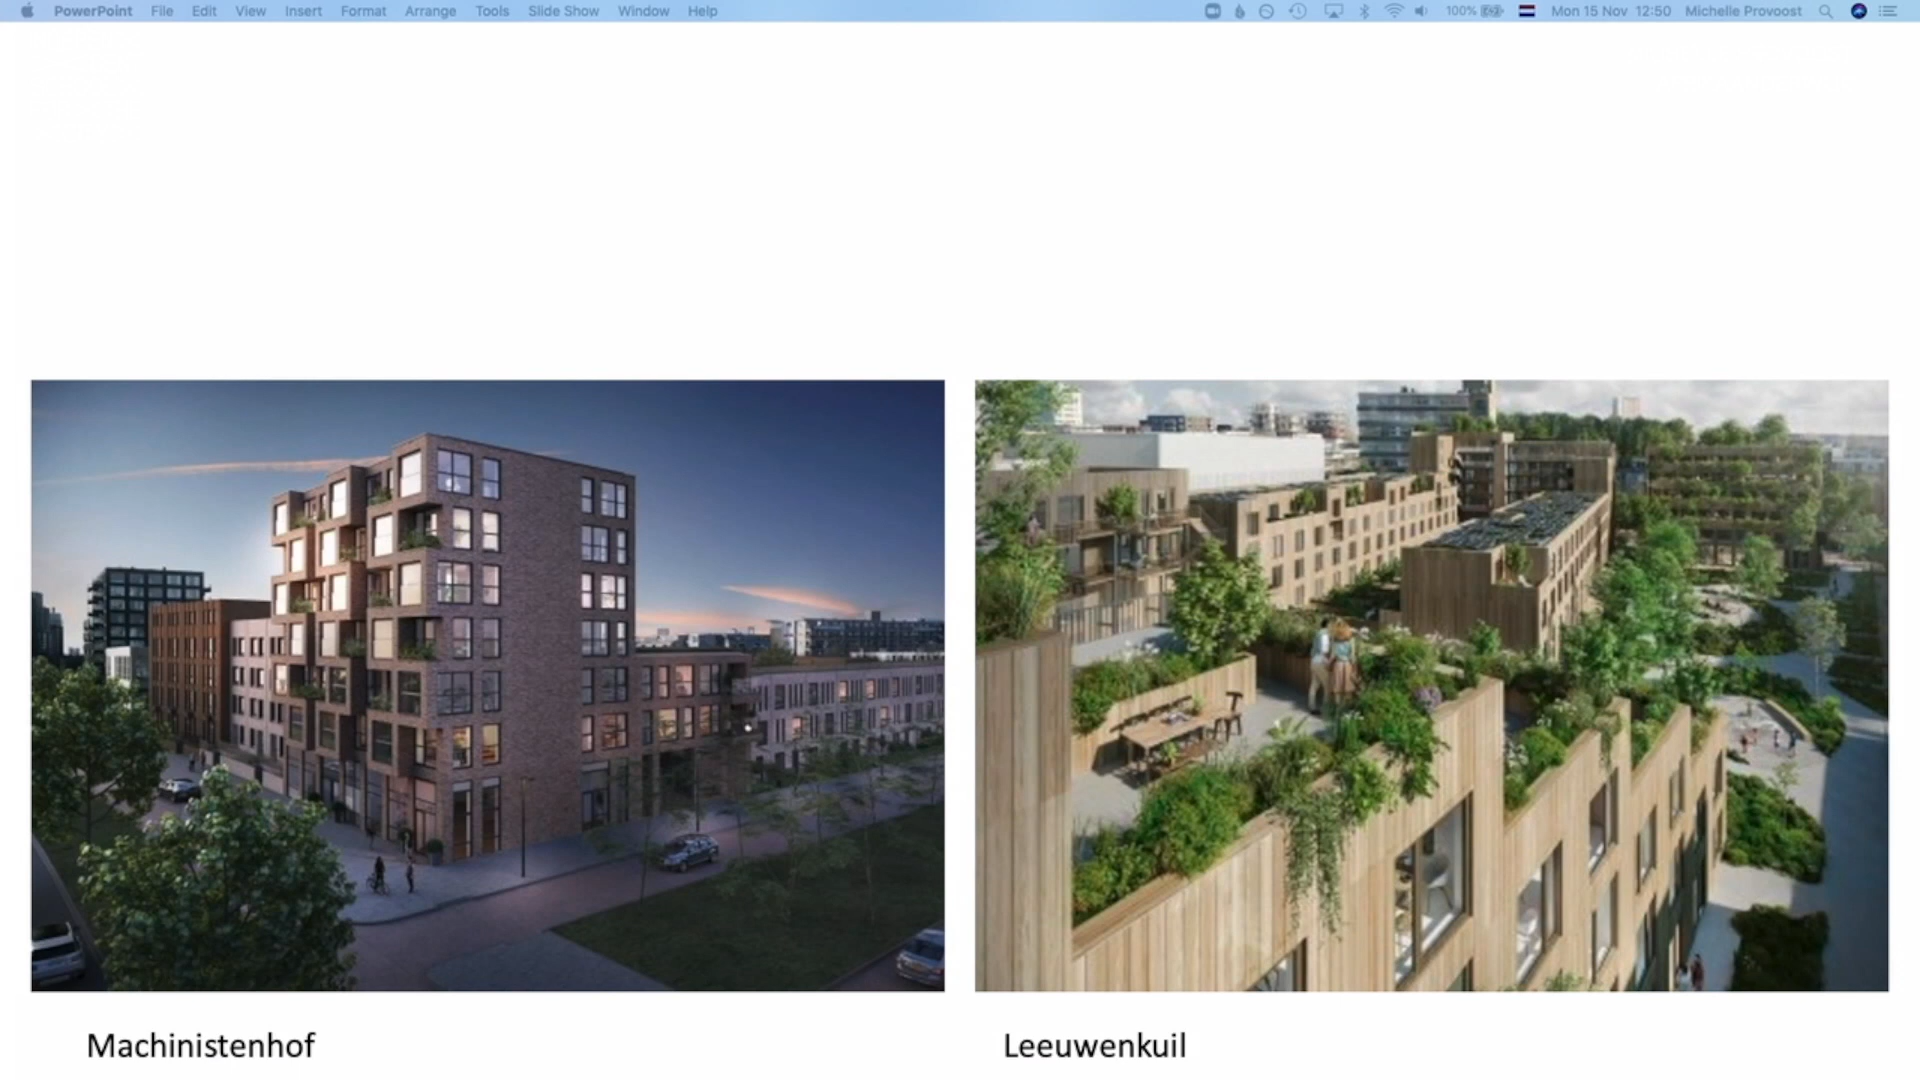 PowerPoint File Edit View Insert Format Arrange Tools Slide Show Window Help 100% Mon 15 Nov 12:50 Michelle Provoost
Machinistenhof
Leeuwenkuil